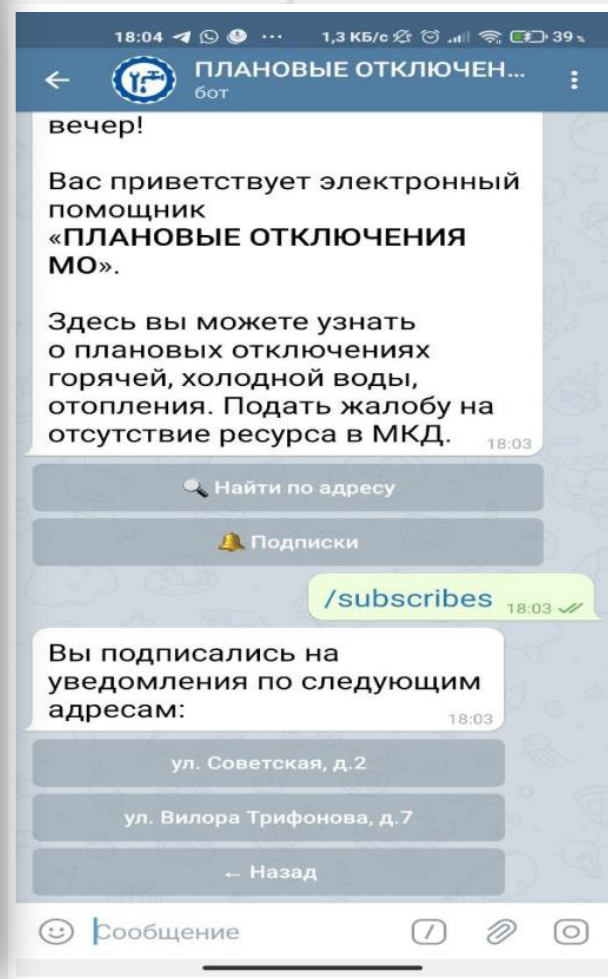 18:04 ··· 1,3 КБ/с 39%
ПЛАНОВЫЕ ОТКЛЮЧЕН...
бот
вечер!
Вас приветствует электронный
помощник
«ПЛАНОВЫЕ ОТКЛЮЧЕНИЯ
МО».
Здесь вы можете узнать
о плановых отключениях
горячей, холодной воды,
отопления. Подать жалобу на
отсутствие ресурса в МКД. 18:03
Найти по адресу
Подписки
/subscribes 18:03
Вы подписались на
уведомления по следующим
адресам: 18:03
ул. Советская, д.2
ул. Вилора Трифонова, д.7
← Назад
Сообщение